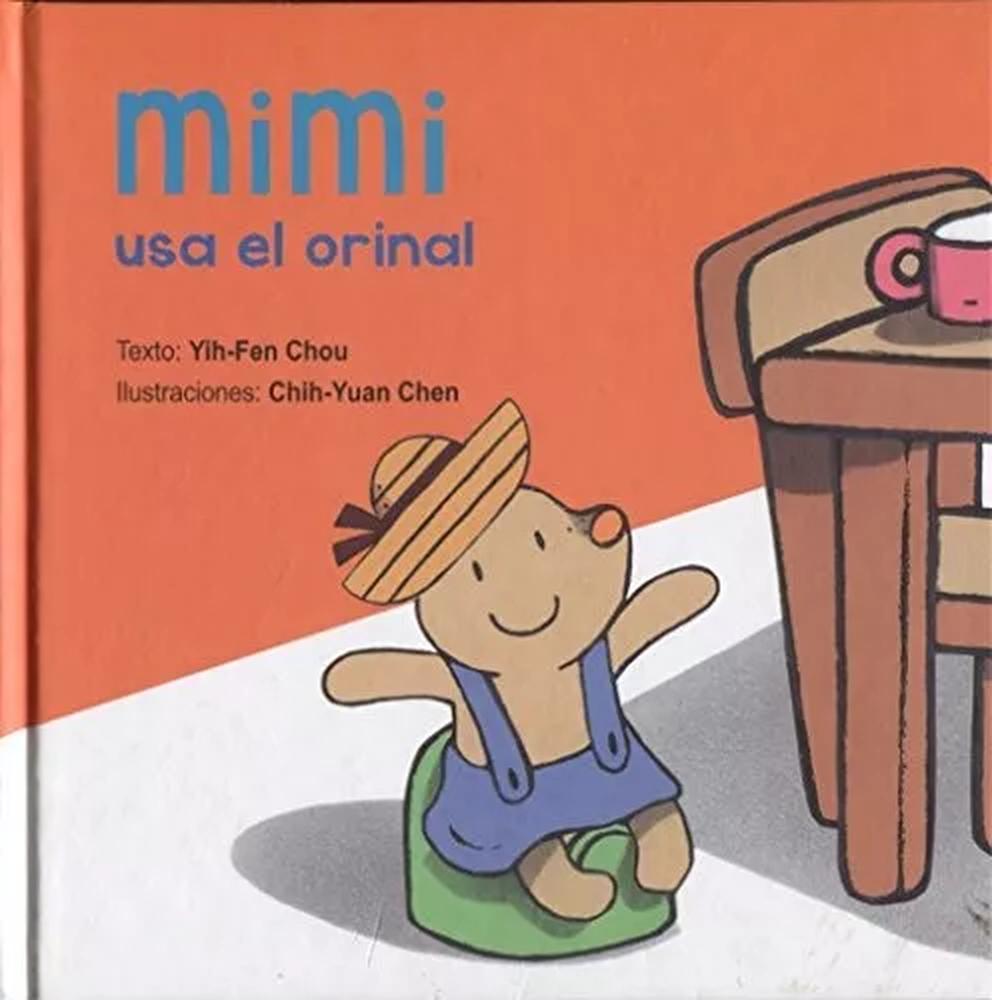 mimi
usa el orinal
Texto: Yih-Fen Chou
Ilustraciones: Chih-Yuan Chen